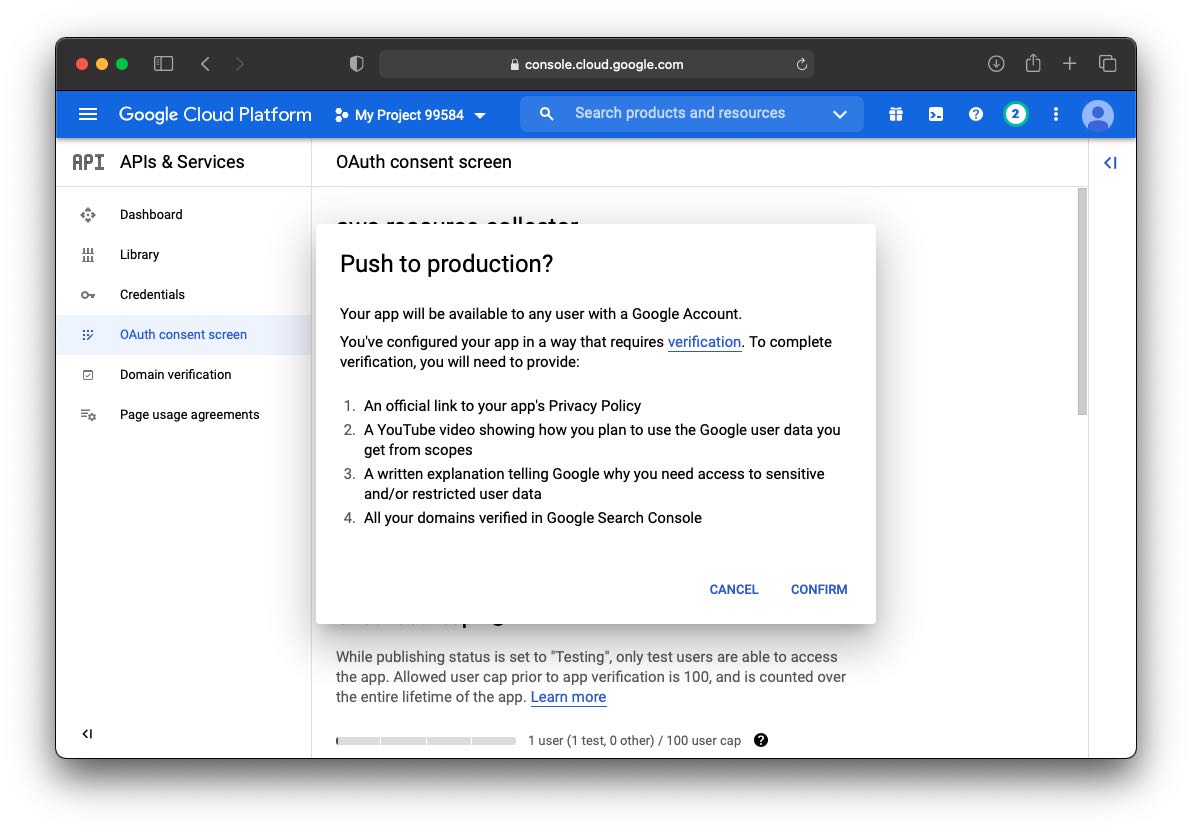 console.cloud.google.com
Google Cloud Platform
My Project 99584
Search products and resources
2
API APIs & Services
OAuth consent screen
Dashboard
Library
Credentials
OAuth consent screen
Domain verification
Page usage agreements
Push to production?
Your app will be available to any user with a Google Account.
You've configured your app in a way that requires verification. To complete
verification, you will need to provide:
1. An official link to your app's Privacy Policy
2. A YouTube video showing how you plan to use the Google user data you
get from scopes
3. A written explanation telling Google why you need access to sensitive
and/or restricted user data
4. All your domains verified in Google Search Console
CANCEL
CONFIRM
While publishing status is set to "Testing", only test users are able to access
the app. Allowed user cap prior to app verification is 100, and is counted over
the entire lifetime of the app. Learn more
1 user (1 test, 0 other) / 100 user cap